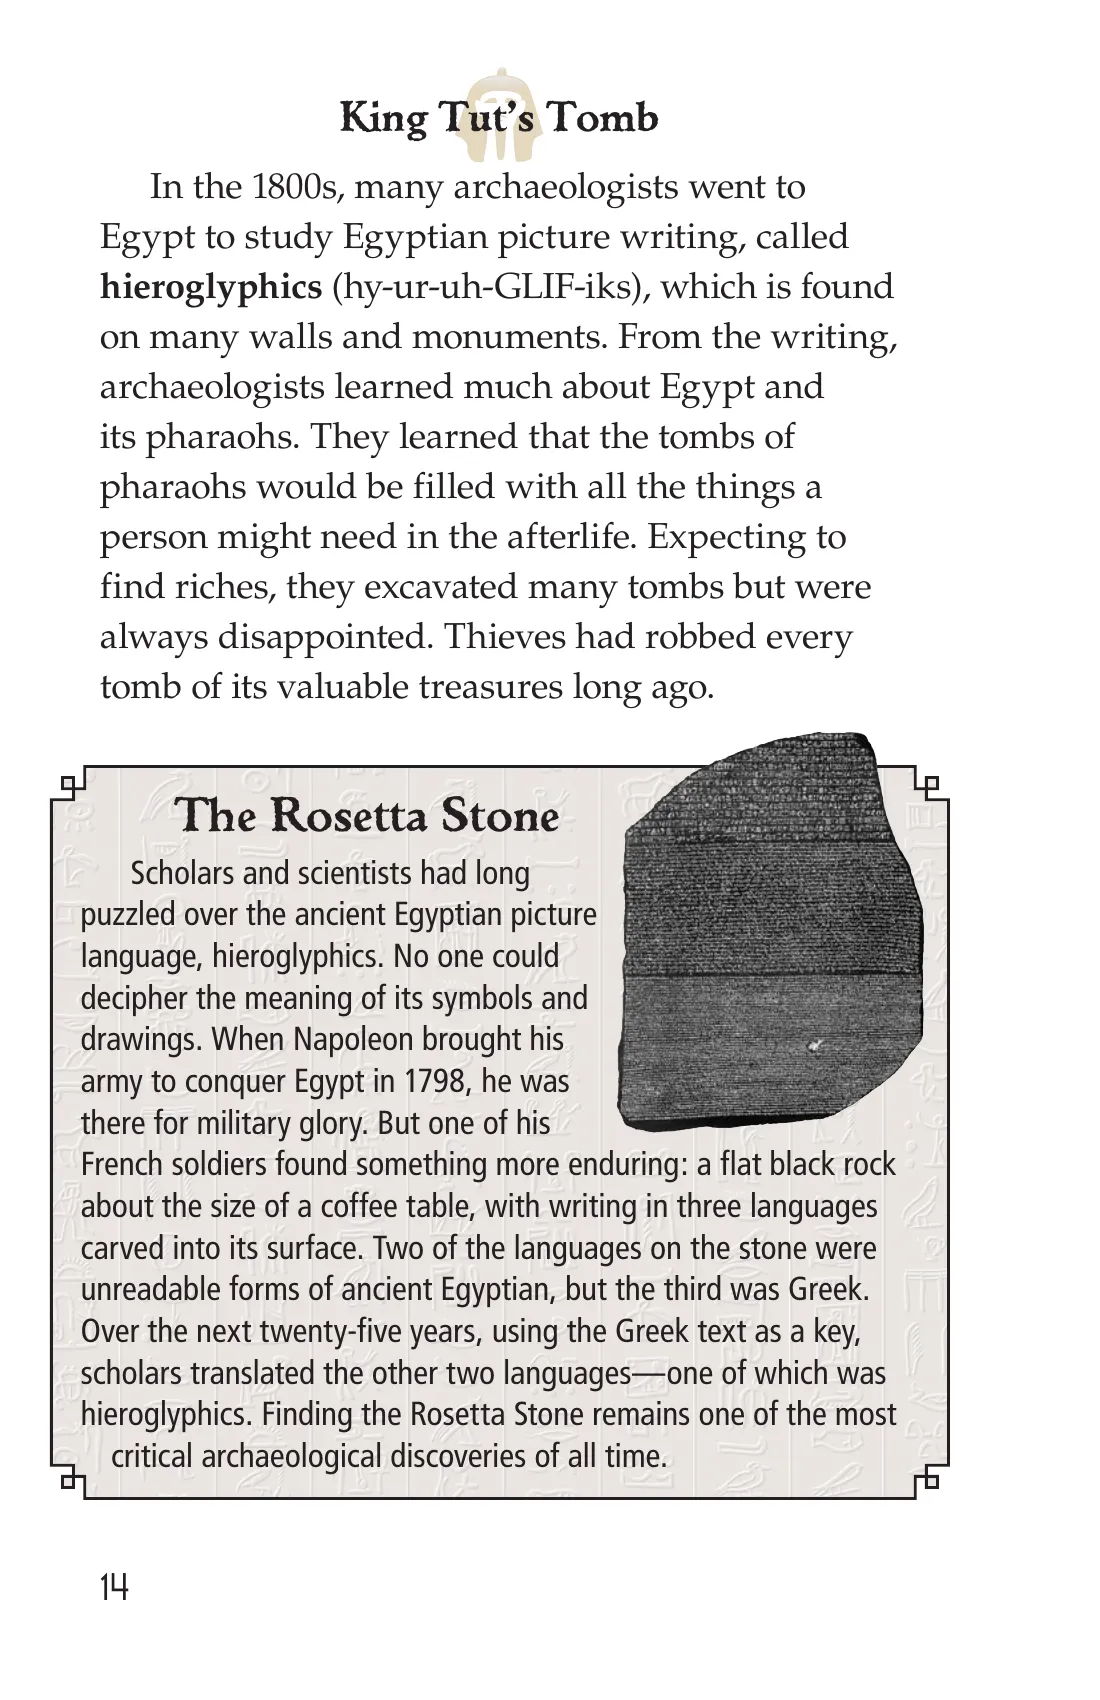 King Tut's Tomb
In the 1800s, many archaeologists went to
Egypt to study Egyptian picture writing, called
hieroglyphics (hy-ur-uh-GLIF-iks), which is found
on many walls and monuments. From the writing,
archaeologists learned much about Egypt and
its pharaohs. They learned that the tombs of
pharaohs would be filled with all the things a
person might need in the afterlife. Expecting to
find riches, they excavated many tombs but were
always disappointed. Thieves had robbed every
tomb of its valuable treasures long ago.
The Rosetta Stone
Scholars and scientists had long
puzzled over the ancient Egyptian picture
language, hieroglyphics. No one could
decipher the meaning of its symbols and
drawings. When Napoleon brought his
army to conquer Egypt in 1798, he was
there for military glory. But one of his
French soldiers found something more enduring: a flat black rock
about the size of a coffee table, with writing in three languages
carved into its surface. Two of the languages on the stone were
unreadable forms of ancient Egyptian, but the third was Greek.
Over the next twenty-five years, using the Greek text as a key,
scholars translated the other two languages—one of which was
hieroglyphics. Finding the Rosetta Stone remains one of the most
critical archaeological discoveries of all time.
14